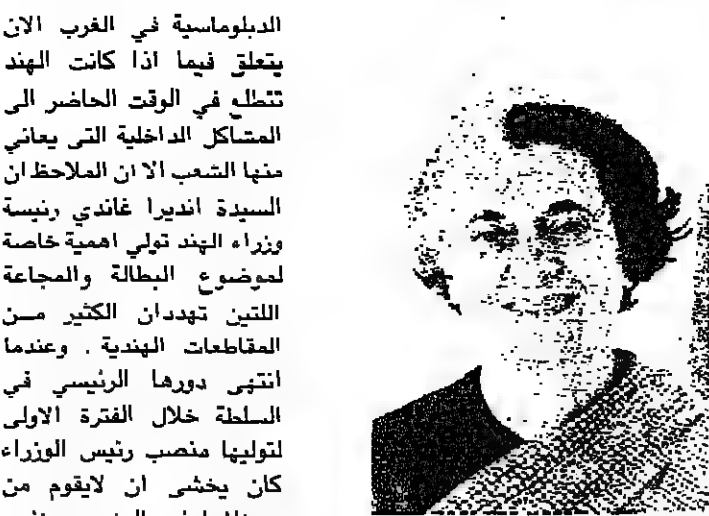 الدبلوماسية في الغرب الان
يتعلق فيما اذا كانت الهند
تتطلع في الوقت الحاضر الى
المشاكل الداخلية التى يعاني
منها الشعب الا ان الملاحظ ان
السيدة انديرا غاندي رئيسة
وزراء الهند تولي اهمية خاصة
لموضوع البطالة والمجاعة
اللتين تهددان الكثير مـن
المقاطعات الهندية . وعندما
انتهى دورها الرئيسي في
السلطة خلال الفترة الاولى
لتوليها منصب رئيس الوزراء
كان يخشى ان لايقوم من